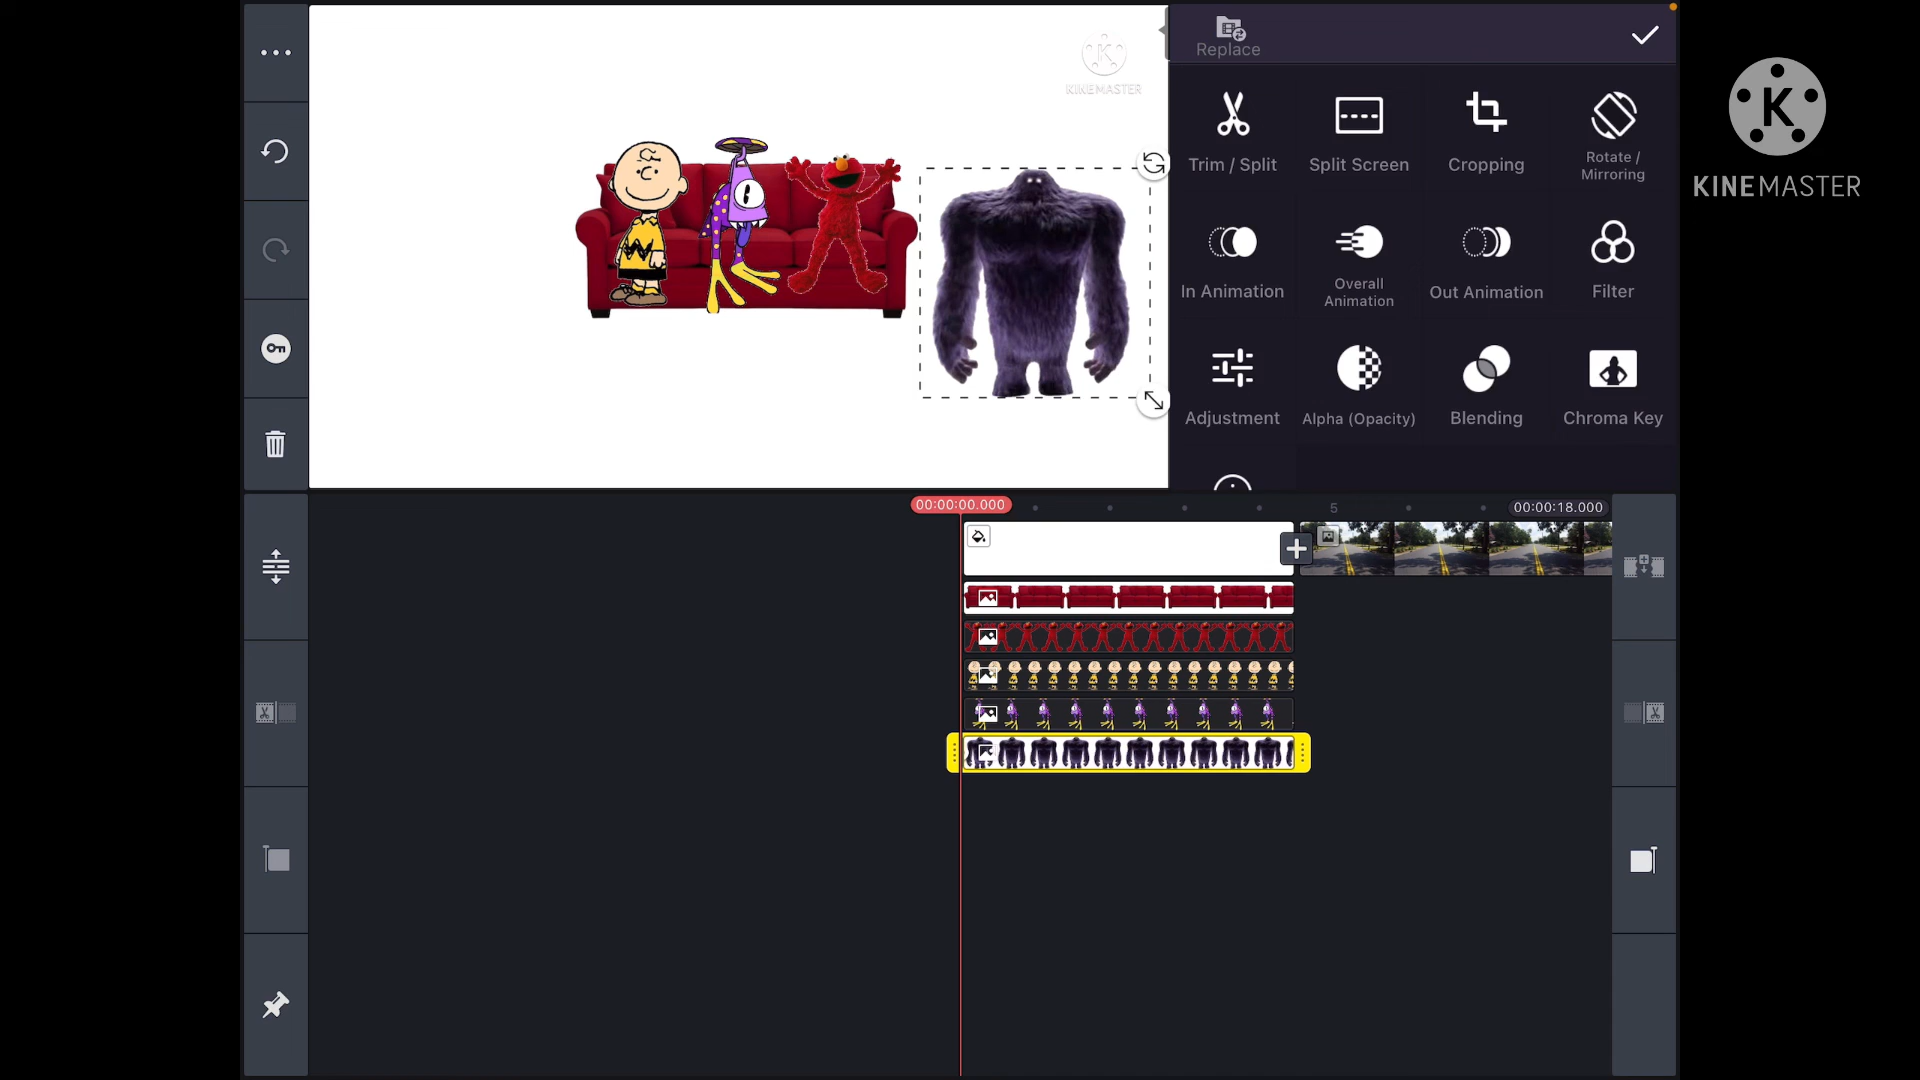 Replace
KINEMASTER
Trim / Split
Split Screen
Cropping
Rotate /
Mirroring
In Animation
Overall
Animation
Out Animation
Filter
Adjustment
Alpha (Opacity)
Blending
Chroma Key
00:00:00.000
5
00:00:18.000
K
KINEMASTER